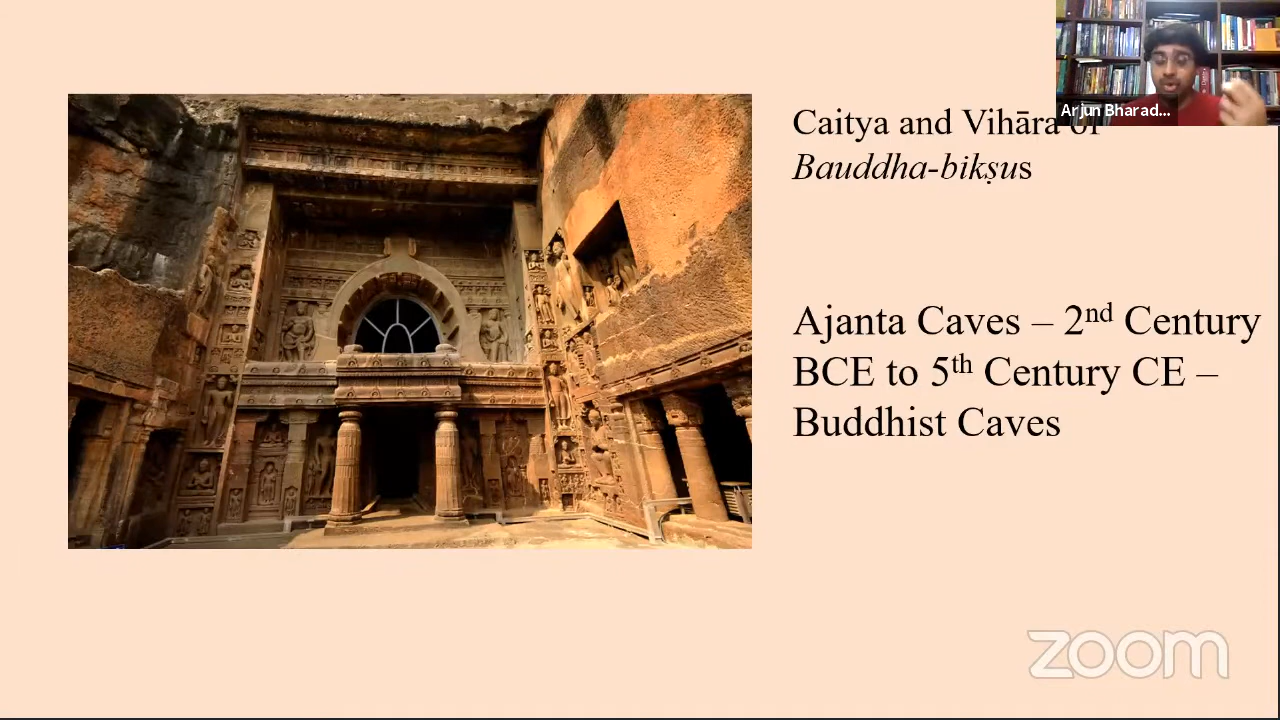 Arjun Bharad...
Caitya and Vihāra of
Bauddha-bikṣus
Ajanta Caves – 2nd Century
BCE to 5th Century CE –
Buddhist Caves
zoom